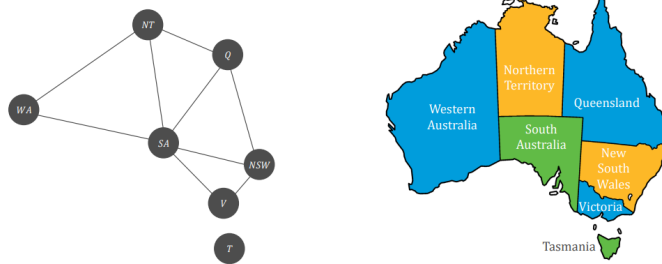 NT
Q
WA
SA
NSW
V
T
Northern
Territory
Western
Australia
Queensland
South
Australia
New
South
Wales
Victoria
Tasmania